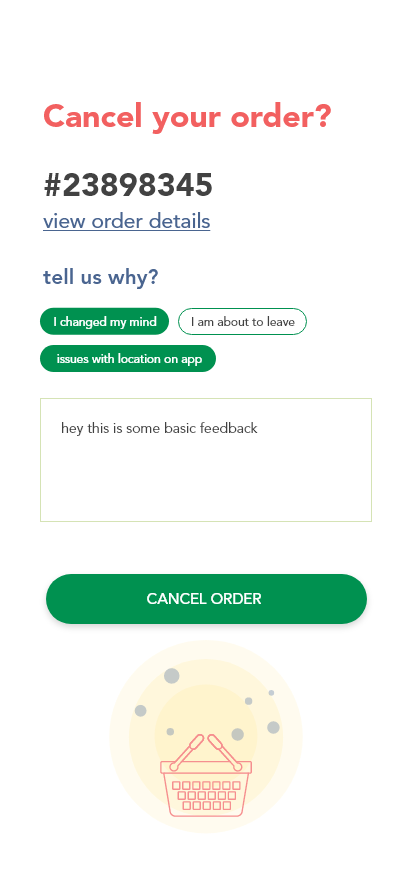 Cancel your order?
#23898345
view order details
tell us why?
I changed my mind I am about to leave
issues with location on app
hey this is some basic feedback
CANCEL ORDER